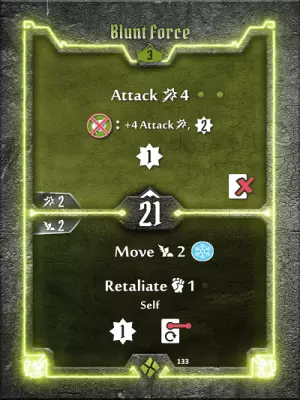 Blunt Force
3
Attack 4
: +4 Attack , 2
1
2
21
2
Move 2
Retaliate 1
Self
1
133